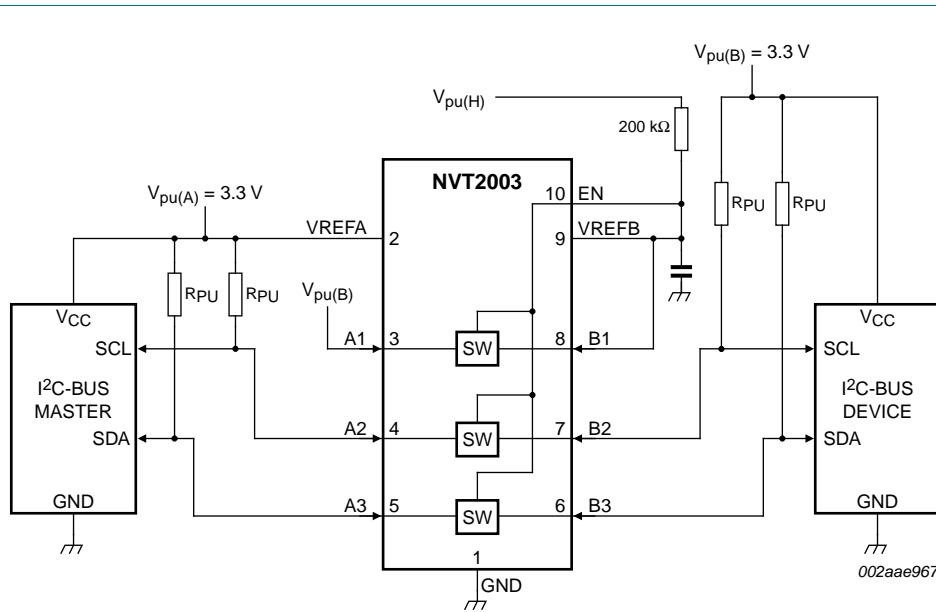 Vpu(B) = 3.3 V
Vpu(H)
200 kΩ
NVT2003
10 EN
RPU
RPU
Vpu(A) = 3.3 V
VREFA
2
9
VREFB
RPU
RPU
Vpu(B)
VCC
SCL
I2C-BUS
MASTER
SDA
GND
A1
3
SW
8
B1
A2
4
SW
7
B2
A3
5
SW
6
B3
1
GND
VCC
SCL
I2C-BUS
DEVICE
SDA
GND
002aae967